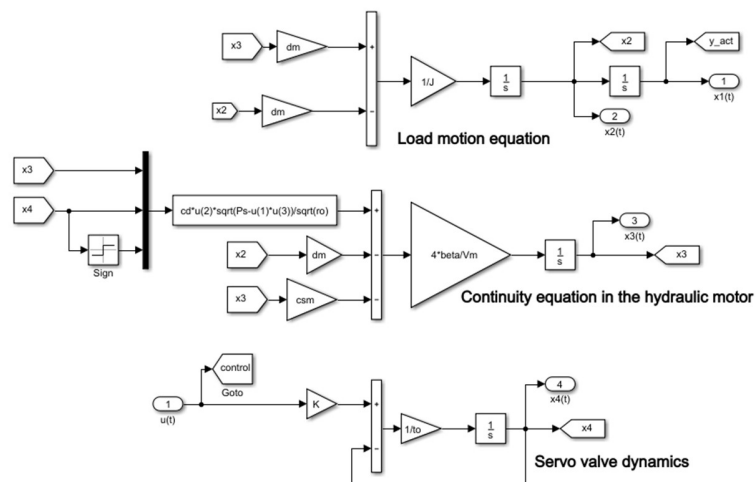 x3
dm
+
x2
dm
−
1/J
1
s
x2
1
s
y_act
1
x1(t)
2
x2(t)
Load motion equation
x3
x4
Sign
cd*u(2)*sqrt(Ps-u(1)*u(3))/sqrt(ro)
+
x2
dm
−
x3
csm
−
4*beta/Vm
1
s
3
x3(t)
x3
Continuity equation in the hydraulic motor
control
Goto
1
u(t)
K
+
−
1/to
1
s
4
x4(t)
x4
Servo valve dynamics